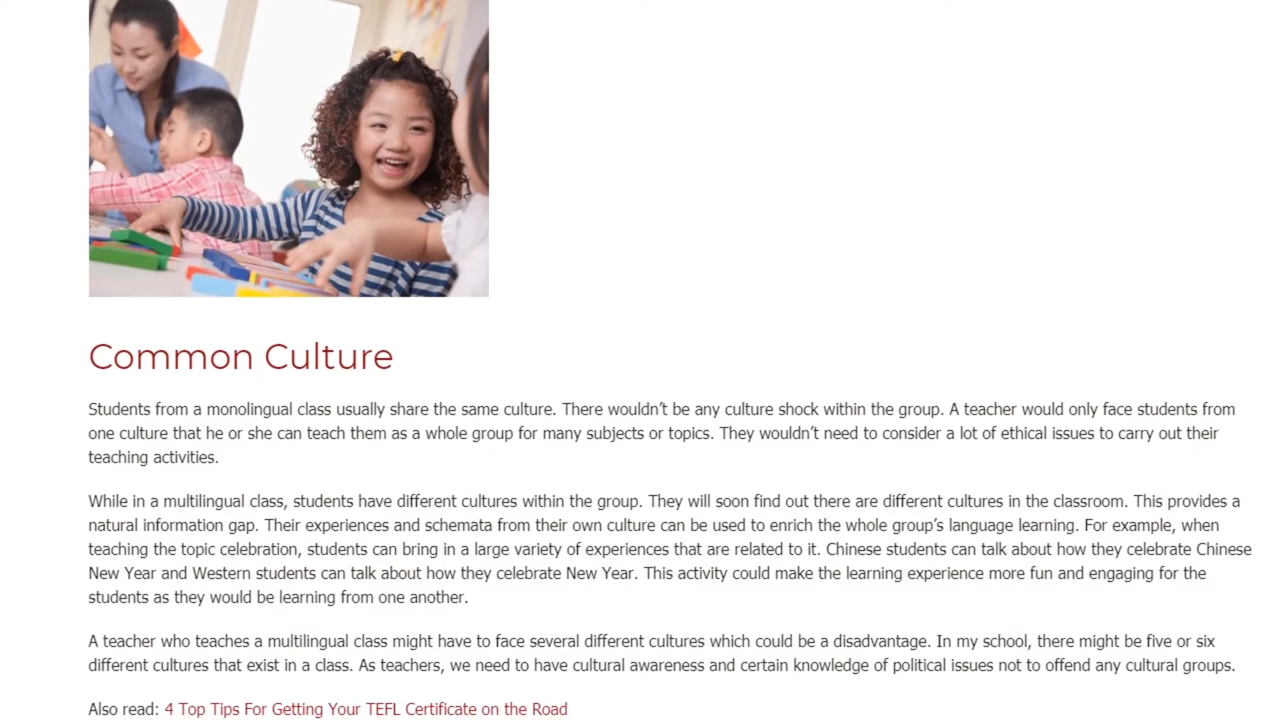 Common Culture
Students from a monolingual class usually share the same culture. There wouldn’t be any culture shock within the group. A teacher would only face students from
one culture that he or she can teach them as a whole group for many subjects or topics. They wouldn’t need to consider a lot of ethical issues to carry out their
teaching activities.
While in a multilingual class, students have different cultures within the group. They will soon find out there are different cultures in the classroom. This provides a
natural information gap. Their experiences and schemata from their own culture can be used to enrich the whole group’s language learning. For example, when
teaching the topic celebration, students can bring in a large variety of experiences that are related to it. Chinese students can talk about how they celebrate Chinese
New Year and Western students can talk about how they celebrate New Year. This activity could make the learning experience more fun and engaging for the
students as they would be learning from one another.
A teacher who teaches a multilingual class might have to face several different cultures which could be a disadvantage. In my school, there might be five or six
different cultures that exist in a class. As teachers, we need to have cultural awareness and certain knowledge of political issues not to offend any cultural groups.
Also read: 4 Top Tips For Getting Your TEFL Certificate on the Road